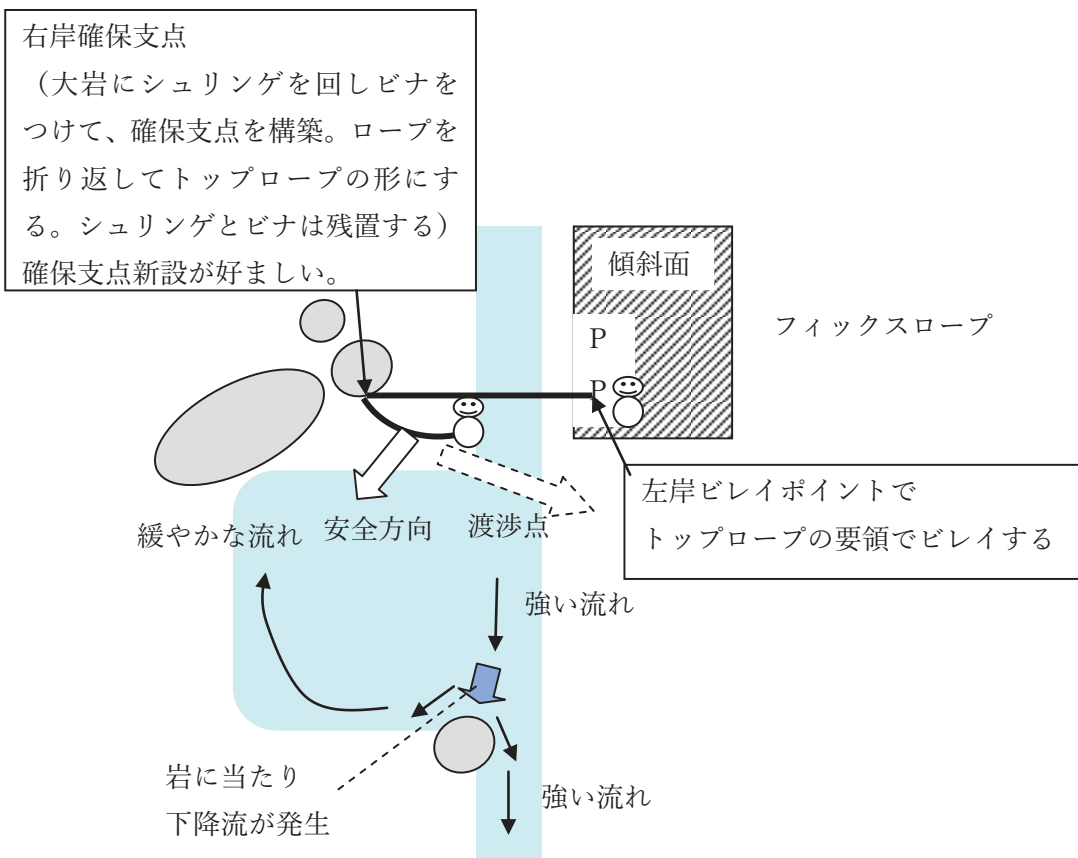 右岸確保支点
（大岩にシュリンゲを回しビナを
つけて、確保支点を構築。ロープを
折り返してトップロープの形にす
る。シュリンゲとビナは残置する）
確保支点新設が好ましい。
傾斜面
フィックスロープ
P
P
左岸ビレイポイントで
トップロープの要領でビレイする
緩やかな流れ
安全方向
渡渉点
強い流れ
岩に当たり
下降流が発生
強い流れ